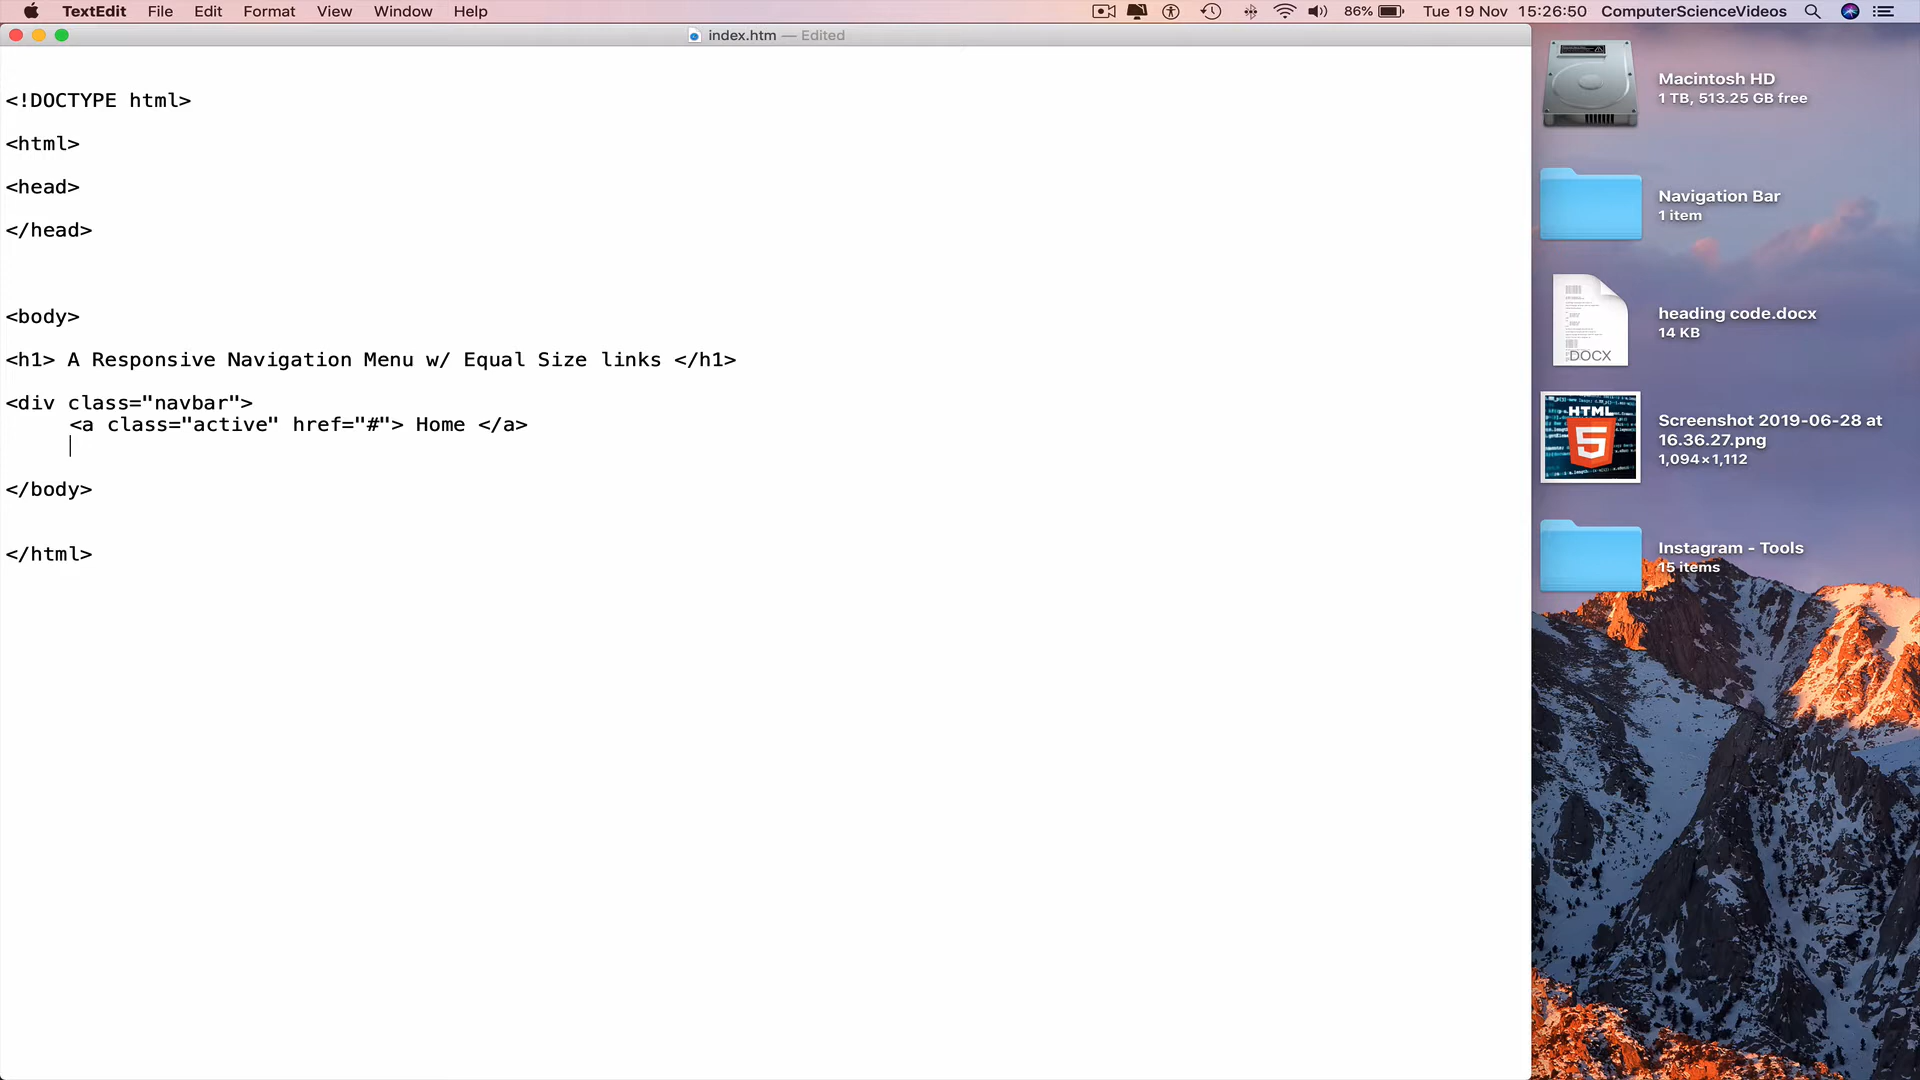 TextEdit File Edit Format View Window Help 86% Tue 19 Nov 15:26:50 ComputerScienceVideos
index.htm — Edited
<!DOCTYPE html>
<html>
<head>
</head>
<body>
<h1> A Responsive Navigation Menu w/ Equal Size links </h1>
<div class="navbar">
<a class="active" href="#"> Home </a>
</body>
</html>
Macintosh HD
1 TB, 513.25 GB free
Navigation Bar
1 item
heading code.docx
14 KB
DOCX
HTML
5
Screenshot 2019-06-28 at
16.36.27.png
1,094×1,112
Instagram - Tools
15 items